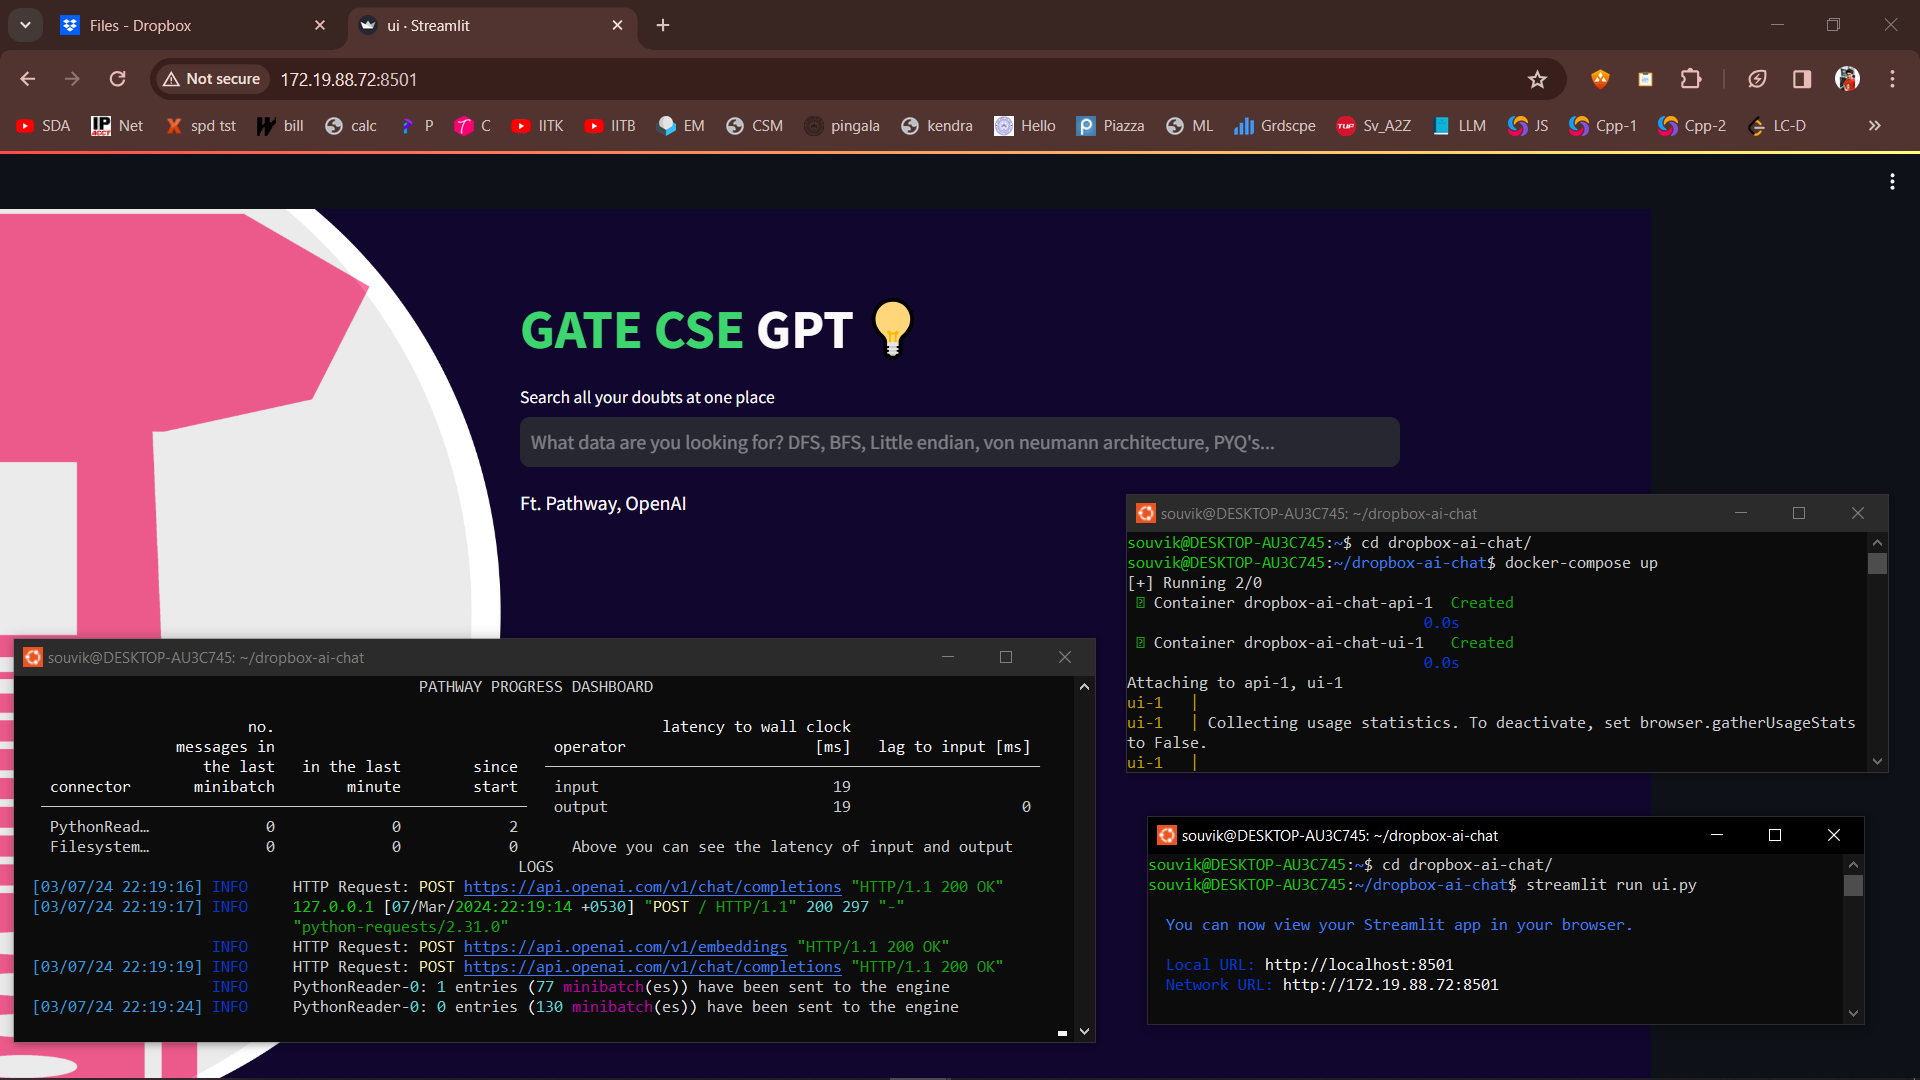 Files - Dropbox
ui · Streamlit
Not secure 172.19.88.72:8501
SDA IP Net spd tst bill calc P C IITK IITB EM CSM pingala kendra Hello Piazza ML Grdscpe TUF Sv_A2Z LLM JS Cpp-1 Cpp-2 LC-D
GATE CSE GPT
Search all your doubts at one place
What data are you looking for? DFS, BFS, Little endian, von neumann architecture, PYQ's...
Ft. Pathway, OpenAI
souvik@DESKTOP-AU3C745: ~/dropbox-ai-chat
souvik@DESKTOP-AU3C745:~$ cd dropbox-ai-chat/
souvik@DESKTOP-AU3C745:~/dropbox-ai-chat$ docker-compose up
[+] Running 2/0
Container dropbox-ai-chat-api-1 Created
0.0s
Container dropbox-ai-chat-ui-1 Created
0.0s
Attaching to api-1, ui-1
ui-1 |
ui-1 | Collecting usage statistics. To deactivate, set browser.gatherUsageStats
to False.
ui-1 |
souvik@DESKTOP-AU3C745: ~/dropbox-ai-chat
PATHWAY PROGRESS DASHBOARD
no. latency to wall clock
messages in operator [ms] lag to input [ms]
the last in the last since
connector minibatch minute start input 19
output 19 0
PythonRead… 0 0 2
Filesystem… 0 0 0 Above you can see the latency of input and output
LOGS
[03/07/24 22:19:16] INFO HTTP Request: POST https://api.openai.com/v1/chat/completions "HTTP/1.1 200 OK"
[03/07/24 22:19:17] INFO 127.0.0.1 [07/Mar/2024:22:19:14 +0530] "POST / HTTP/1.1" 200 297 "-"
"python-requests/2.31.0"
INFO HTTP Request: POST https://api.openai.com/v1/embeddings "HTTP/1.1 200 OK"
[03/07/24 22:19:19] INFO HTTP Request: POST https://api.openai.com/v1/chat/completions "HTTP/1.1 200 OK"
INFO PythonReader-0: 1 entries (77 minibatch(es)) have been sent to the engine
[03/07/24 22:19:24] INFO PythonReader-0: 0 entries (130 minibatch(es)) have been sent to the engine
souvik@DESKTOP-AU3C745: ~/dropbox-ai-chat
souvik@DESKTOP-AU3C745:~$ cd dropbox-ai-chat/
souvik@DESKTOP-AU3C745:~/dropbox-ai-chat$ streamlit run ui.py
You can now view your Streamlit app in your browser.
Local URL: http://localhost:8501
Network URL: http://172.19.88.72:8501